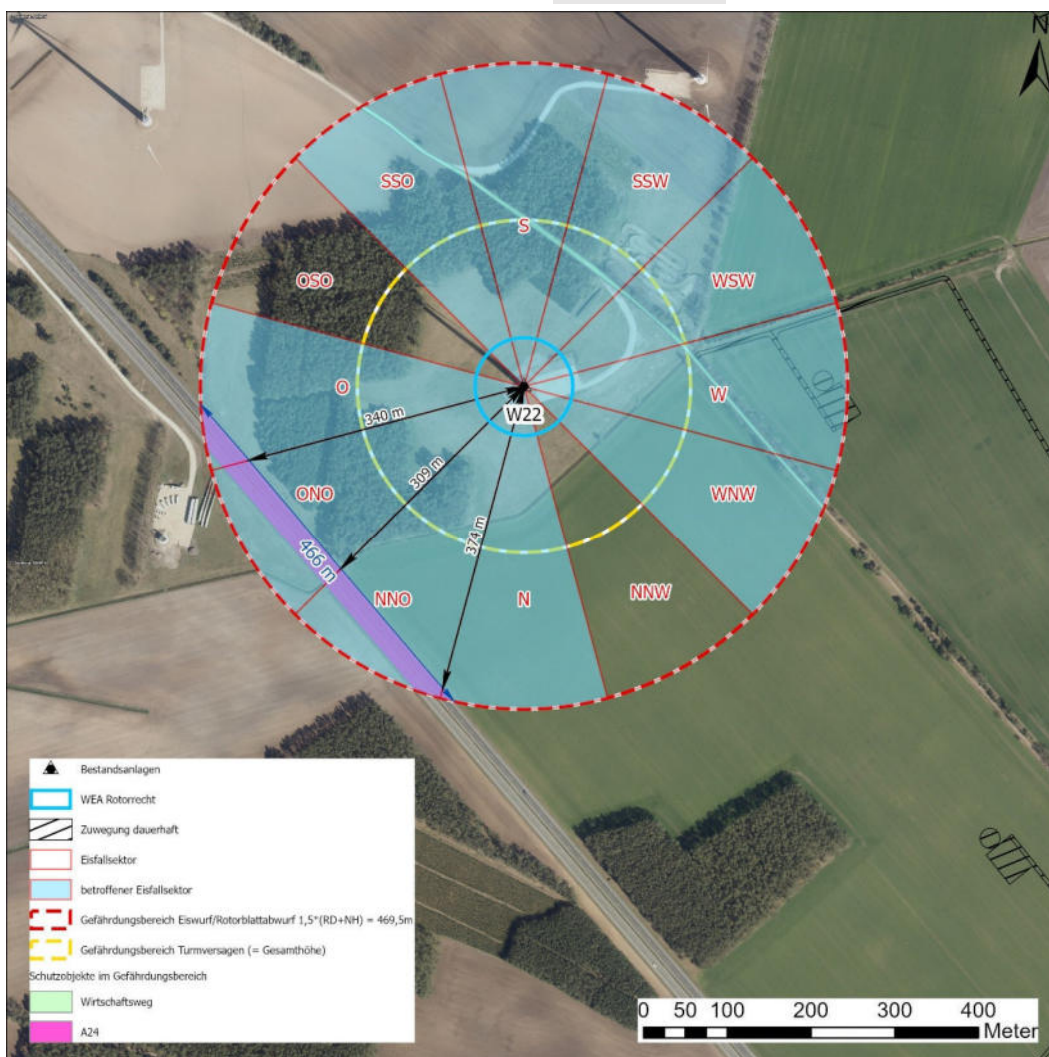 N
SSO
SSW
S
OSO
WSW
O
W
W22
340 m
309 m
ONO
WNW
374 m
466 m
NNO
N
NNW
Bestandsanlagen
WEA Rotorrecht
Zuwegung dauerhaft
Eisfallsektor
betroffener Eisfallsektor
Gefährdungsbereich Eiswurf/Rotorblattabwurf 1,5*(RD+NH) = 469,5m
Gefährdungsbereich Turmversagen (= Gesamthöhe)
Schutzobjekte im Gefährdungsbereich
Wirtschaftsweg
A24
0 50 100 200 300 400
Meter